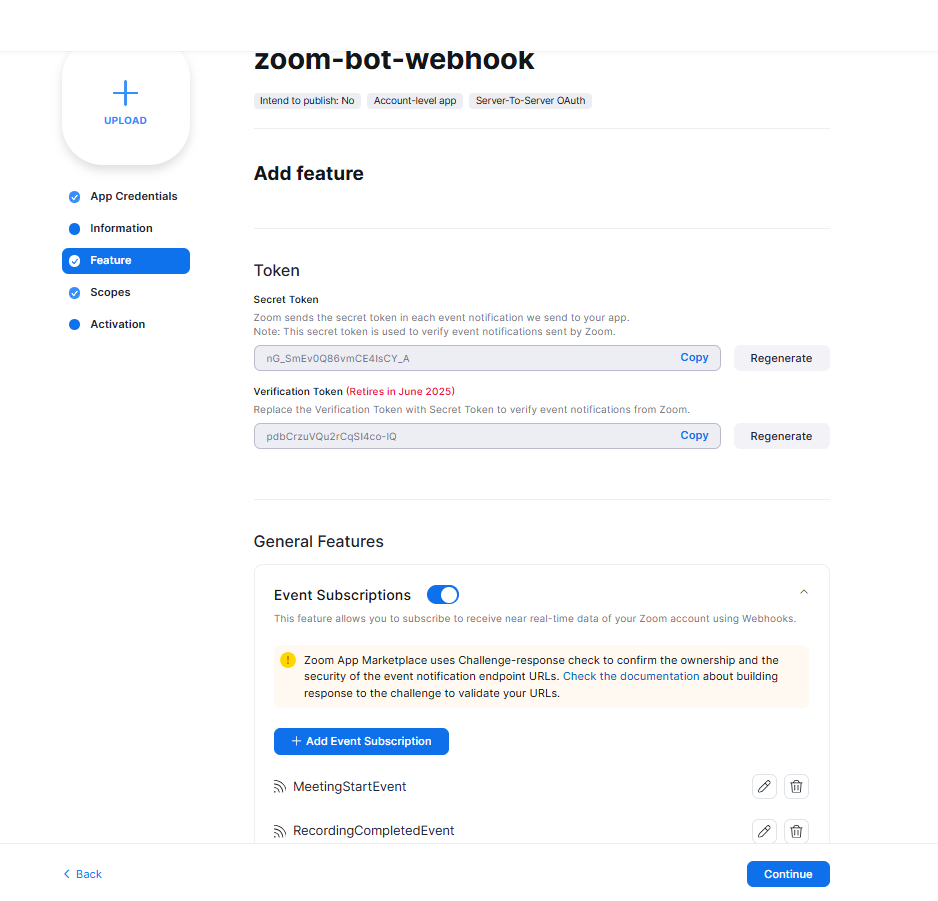 zoom-bot-webhook
UPLOAD
Intend to publish: No
Account-level app
Server-To-Server OAuth
Add feature
App Credentials
Information
Feature
Scopes
Activation
Token
Secret Token
Zoom sends the secret token in each event notification we send to your app.
Note: This secret token is used to verify event notifications sent by Zoom.
nG_SmEv0Q86vmCE4IsCY_A
Copy
Regenerate
Verification Token (Retires in June 2025)
Replace the Verification Token with Secret Token to verify event notifications from Zoom.
pdbCrzuVQu2rCqSI4co-IQ
Copy
Regenerate
General Features
Event Subscriptions
This feature allows you to subscribe to receive near real-time data of your Zoom account using Webhooks.
Zoom App Marketplace uses Challenge-response check to confirm the ownership and the
security of the event notification endpoint URLs. Check the documentation about building
response to the challenge to validate your URLs.
+ Add Event Subscription
MeetingStartEvent
RecordingCompletedEvent
< Back
Continue